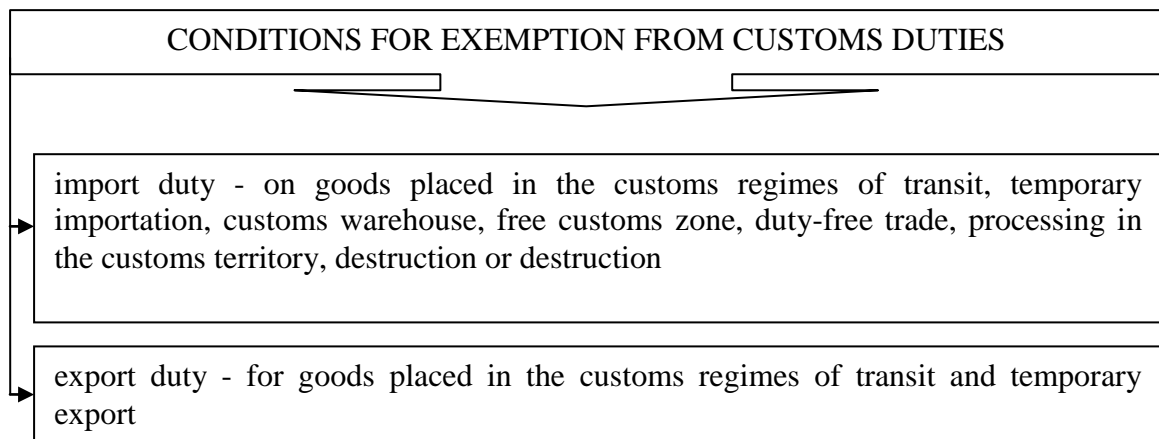 CONDITIONS FOR EXEMPTION FROM CUSTOMS DUTIES
import duty - on goods placed in the customs regimes of transit, temporary
importation, customs warehouse, free customs zone, duty-free trade, processing in
the customs territory, destruction or destruction
export duty - for goods placed in the customs regimes of transit and temporary
export